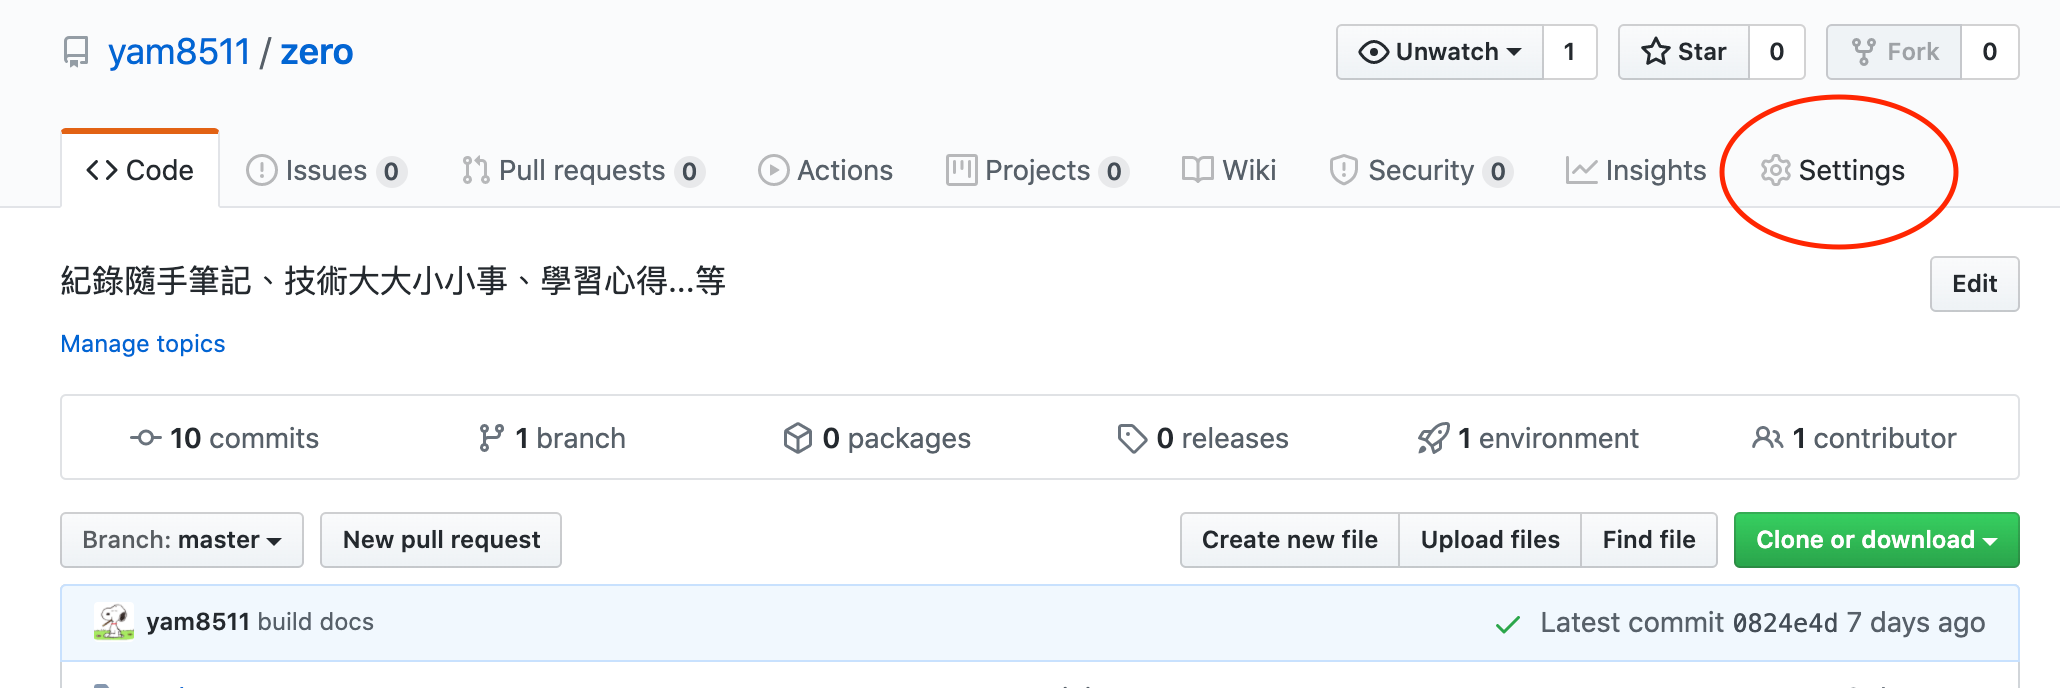 yam8511 / zero
Unwatch 1 Star 0 Fork 0
Code Issues 0 Pull requests 0 Actions Projects 0 Wiki Security 0 Insights Settings
紀錄隨手筆記、技術大大小小事、學習心得...等
Edit
Manage topics
10 commits 1 branch 0 packages 0 releases 1 environment 1 contributor
Branch: master New pull request Create new file Upload files Find file Clone or download
yam8511 build docs Latest commit 0824e4d 7 days ago